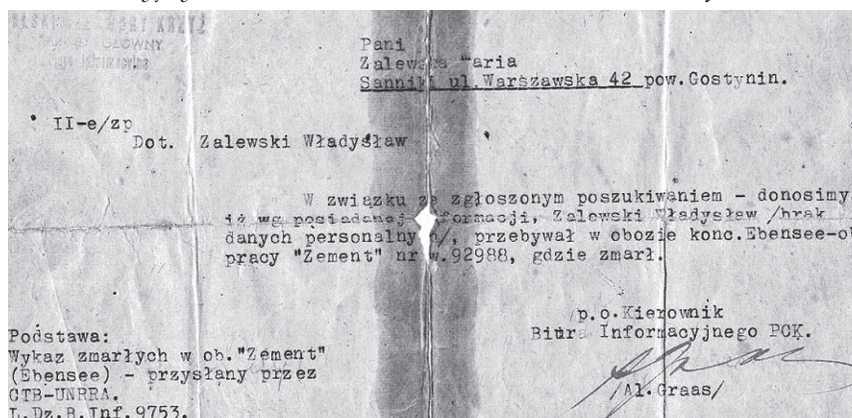 GŁÓWNY
Pani
Zalewska Maria
Sanniki ul.Warszawska 42 pow.Gostynin.
II-e/zp
Dot. Zalewski Władysław
W związku ze zgłoszonym poszukiwaniem - donosimy
iż wg posiadanej informacji, Zalewski Władysław /brak
danych personalnych/, przebywał w obozie konc.Ebensee-ob
pracy "Zement" nr w.92988, gdzie zmarł.
p.o.Kierownik
Biura Informacyjnego PCK.
Podstawa:
Wykaz zmarłych w ob."Zement"
(Ebensee) - przysłany przez
CTB-UNRRA.
/Al.Graas/
L.Dz.B.Inf.9753.